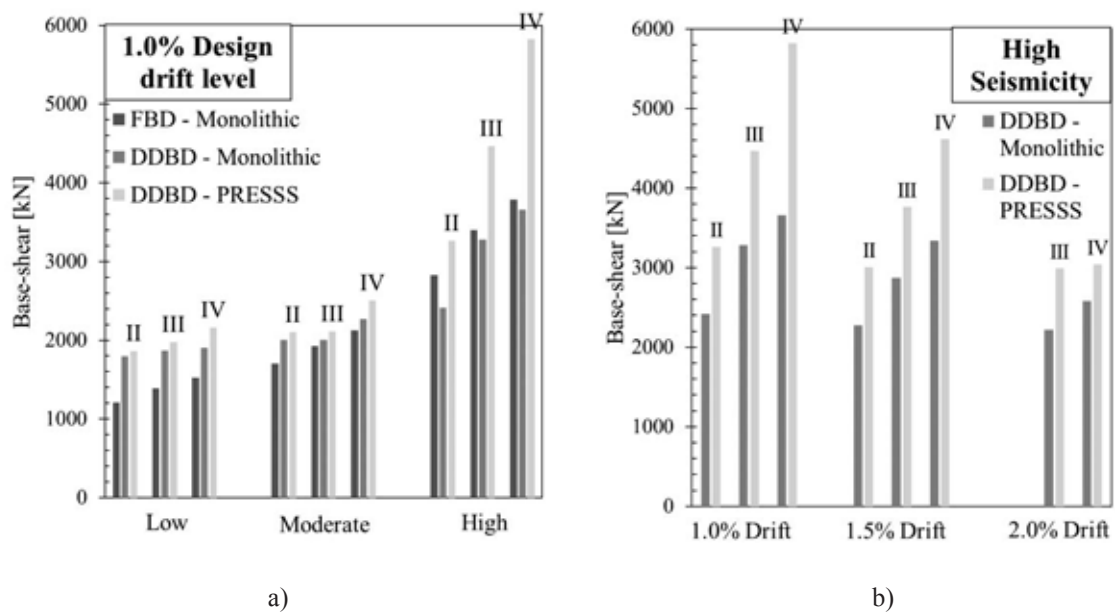 6000
5000
4000
3000
2000
1000
0
Base-shear [kN]
1.0% Design
drift level
FBD - Monolithic
DDBD - Monolithic
DDBD - PRESSS
II
III
IV
II
III
IV
II
III
IV
Low
Moderate
High
a)
6000
5000
4000
3000
2000
1000
0
Base-shear [kN]
High
Seismicity
DDBD -
Monolithic
DDBD -
PRESSS
II
III
IV
II
III
IV
III
IV
1.0% Drift
1.5% Drift
2.0% Drift
b)